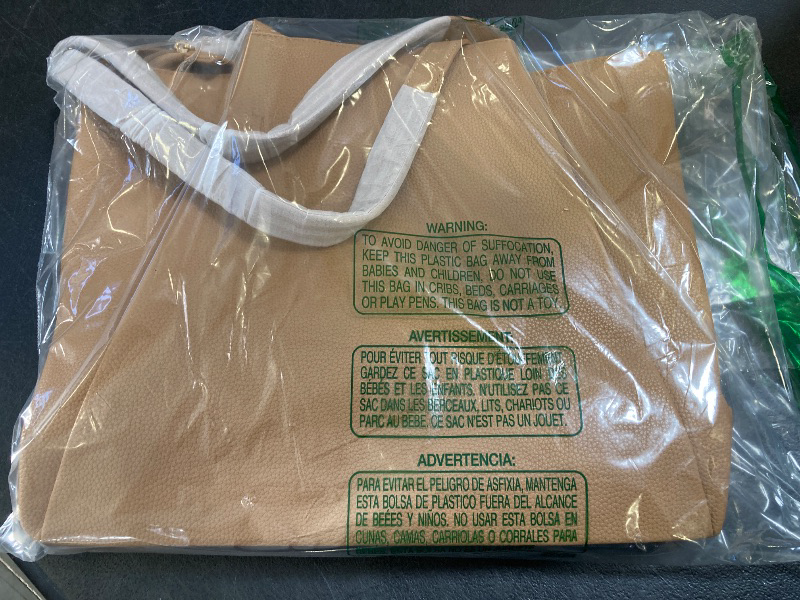 WARNING:
TO AVOID DANGER OF SUFFOCATION,
KEEP THIS PLASTIC BAG AWAY FROM
BABIES AND CHILDREN. DO NOT USE
THIS BAG IN CRIBS, BEDS, CARRIAGES
OR PLAY PENS. THIS BAG IS NOT A TOY.
AVERTISSEMENT:
POUR ÉVITER TOUT RISQUE D'ÉTOUFFEMENT,
GARDEZ CE SAC EN PLASTIQUE LOIN DES
BÉBÉS ET LES ENFANTS. N'UTILISEZ PAS CE
SAC DANS LES BERCEAUX, LITS, CHARIOTS OU
PARC AU BEBE. CE SAC N'EST PAS UN JOUET.
ADVERTENCIA:
PARA EVITAR EL PELIGRO DE ASFIXIA, MANTENGA
ESTA BOLSA DE PLASTICO FUERA DEL ALCANCE
DE BEÉES Y NIÑOS. NO USAR ESTA BOLSA EN
CUNAS, CAMAS, CARRIOLAS O CORRALES PARA